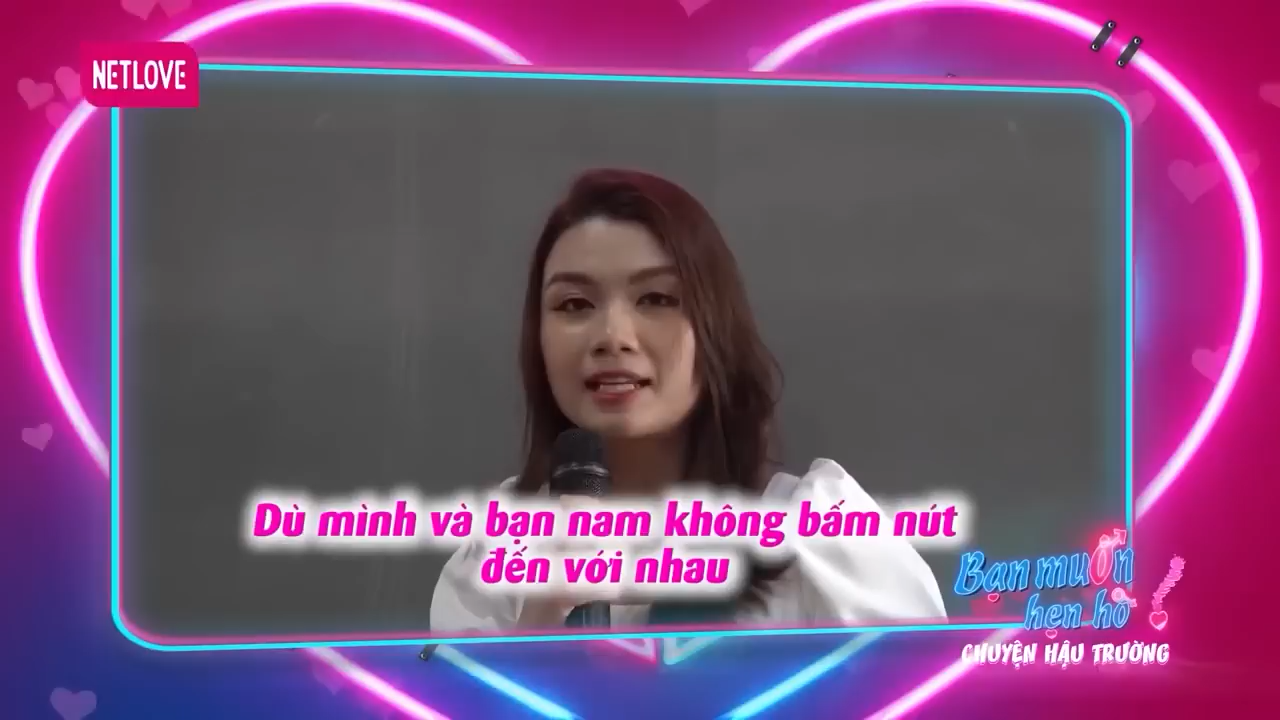 NETLOVE
Dù mình và bạn nam không bấm nút
đến với nhau
Bạn muốn
hẹn hò
CHUYỆN HẬU TRƯỜNG